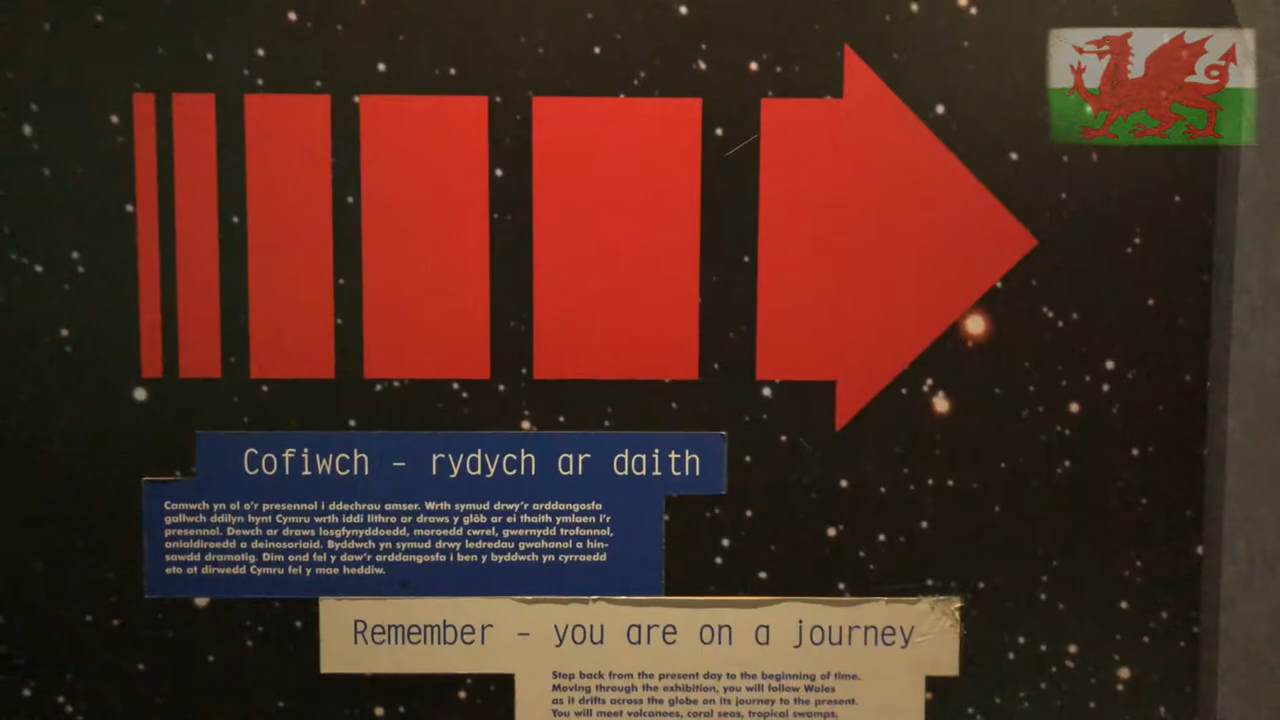 Cofiwch - rydych ar daith
Camwch yn ol o'r presennol i ddechrau amser. Wrth symud drwy'r arddangosfa
gallwch ddilyn hynt Cymru wrth iddi lithro ar draws y glôb ar ei thaith ymlaen i'r
presennol. Dewch ar draws losgfynyddoedd, moroedd cwrel, gwernydd trofannol,
anialdiroedd a deinosoriaid. Byddwch yn symud drwy ledredau gwahanol a hin-
sawdd dramatig. Dim ond fel y daw'r arddangosfa i ben y byddwch yn cyrraedd
eto at dirwedd Cymru fel y mae heddiw.
Remember - you are on a journey
Step back from the present day to the beginning of time.
Moving through the exhibition, you will follow Wales
as it drifts across the globe on its journey to the present.
You will meet volcanoes, coral seas, tropical swamps,